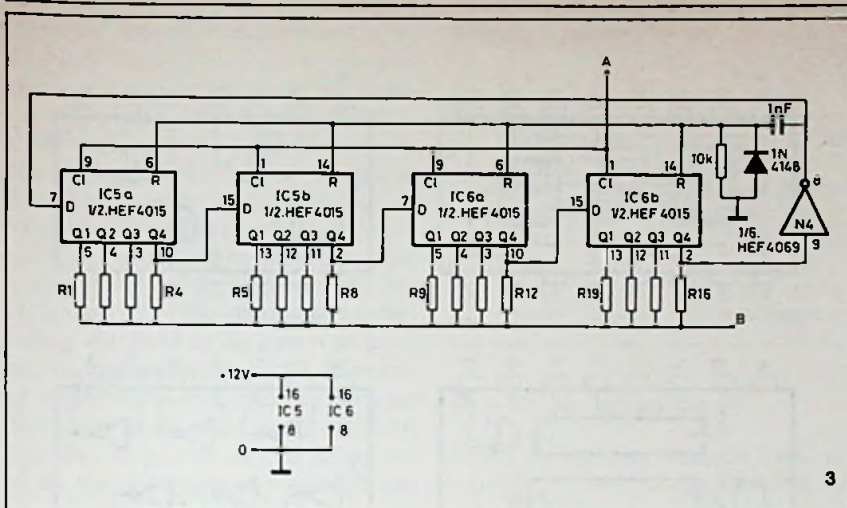 A
1nF
9 6 1 14 9 6 1 14
10k
1N
4148
8
Cl R Cl R Cl R Cl R
7 D 15 D 7 D 15 D
IC5a IC5b IC6a IC6b
1/2.HEF4015 1/2.HEF4015 1/2.HEF4015 1/2.HEF4015
N4
1/6.
HEF4069
9
Q1 Q2 Q3 Q4 Q1 Q2 Q3 Q4 Q1 Q2 Q3 Q4 Q1 Q2 Q3 Q4
5 4 3 10 13 12 11 2 5 4 3 10 13 12 11 2
R1 R4 R5 R8 R9 R12 R19 R16
B
+12V
16 16
IC5 IC6
8 8
0
3